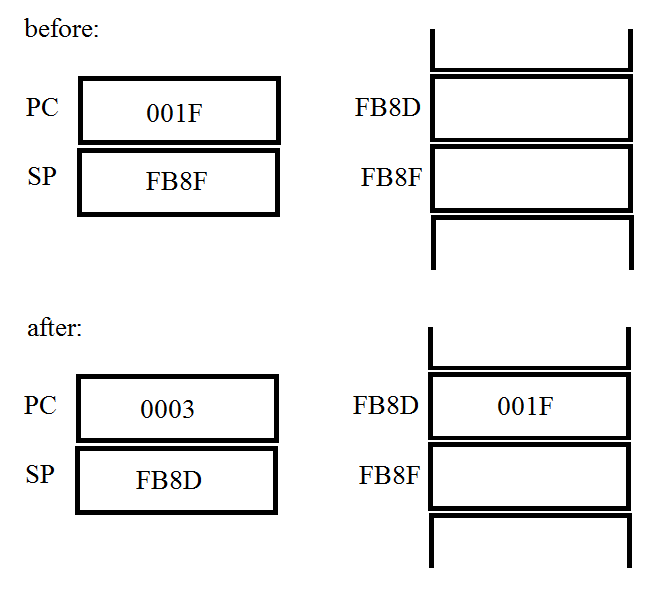 before:
PC 001F FB8D
SP FB8F FB8F
after:
PC 0003 FB8D 001F
SP FB8D FB8F